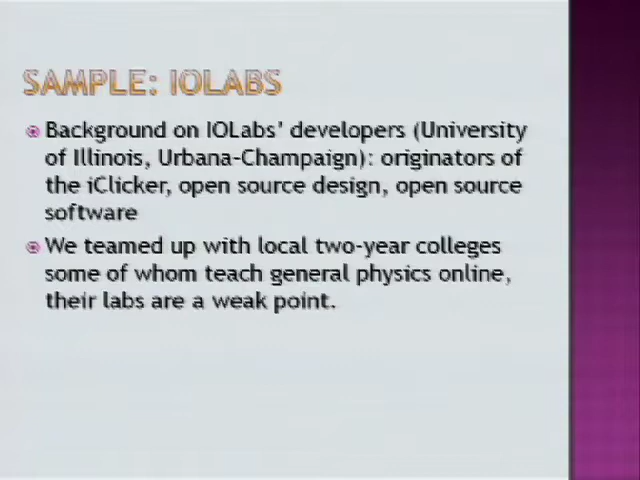 SAMPLE: IOLABS
Background on IOLabs' developers (University
of Illinois, Urbana-Champaign): originators of
the iClicker, open source design, open source
software
We teamed up with local two-year colleges
some of whom teach general physics online,
their labs are a weak point.